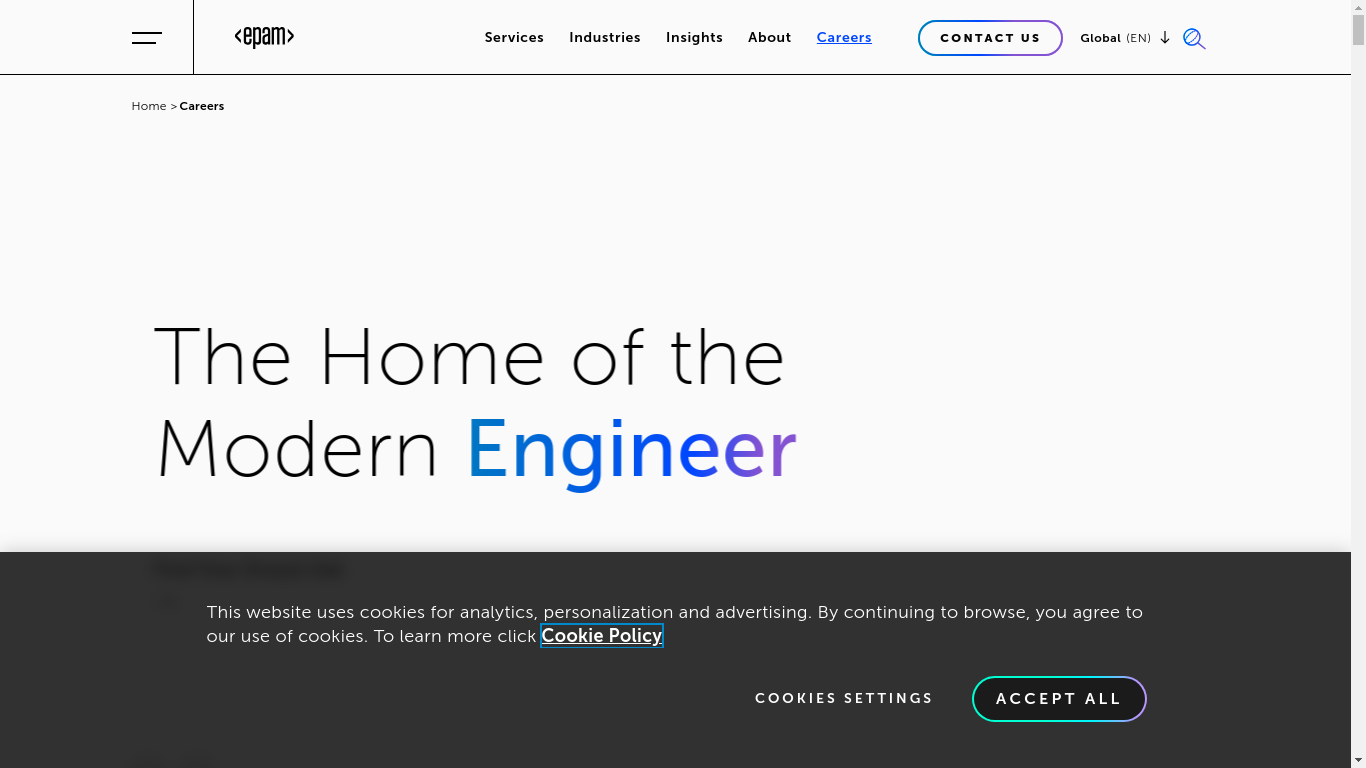 <epam>
Services
Industries
Insights
About
Careers
CONTACT US
Global (EN)
Home > Careers
The Home of the
Modern Engineer
This website uses cookies for analytics, personalization and advertising. By continuing to browse, you agree to
our use of cookies. To learn more click Cookie Policy
COOKIES SETTINGS
ACCEPT ALL